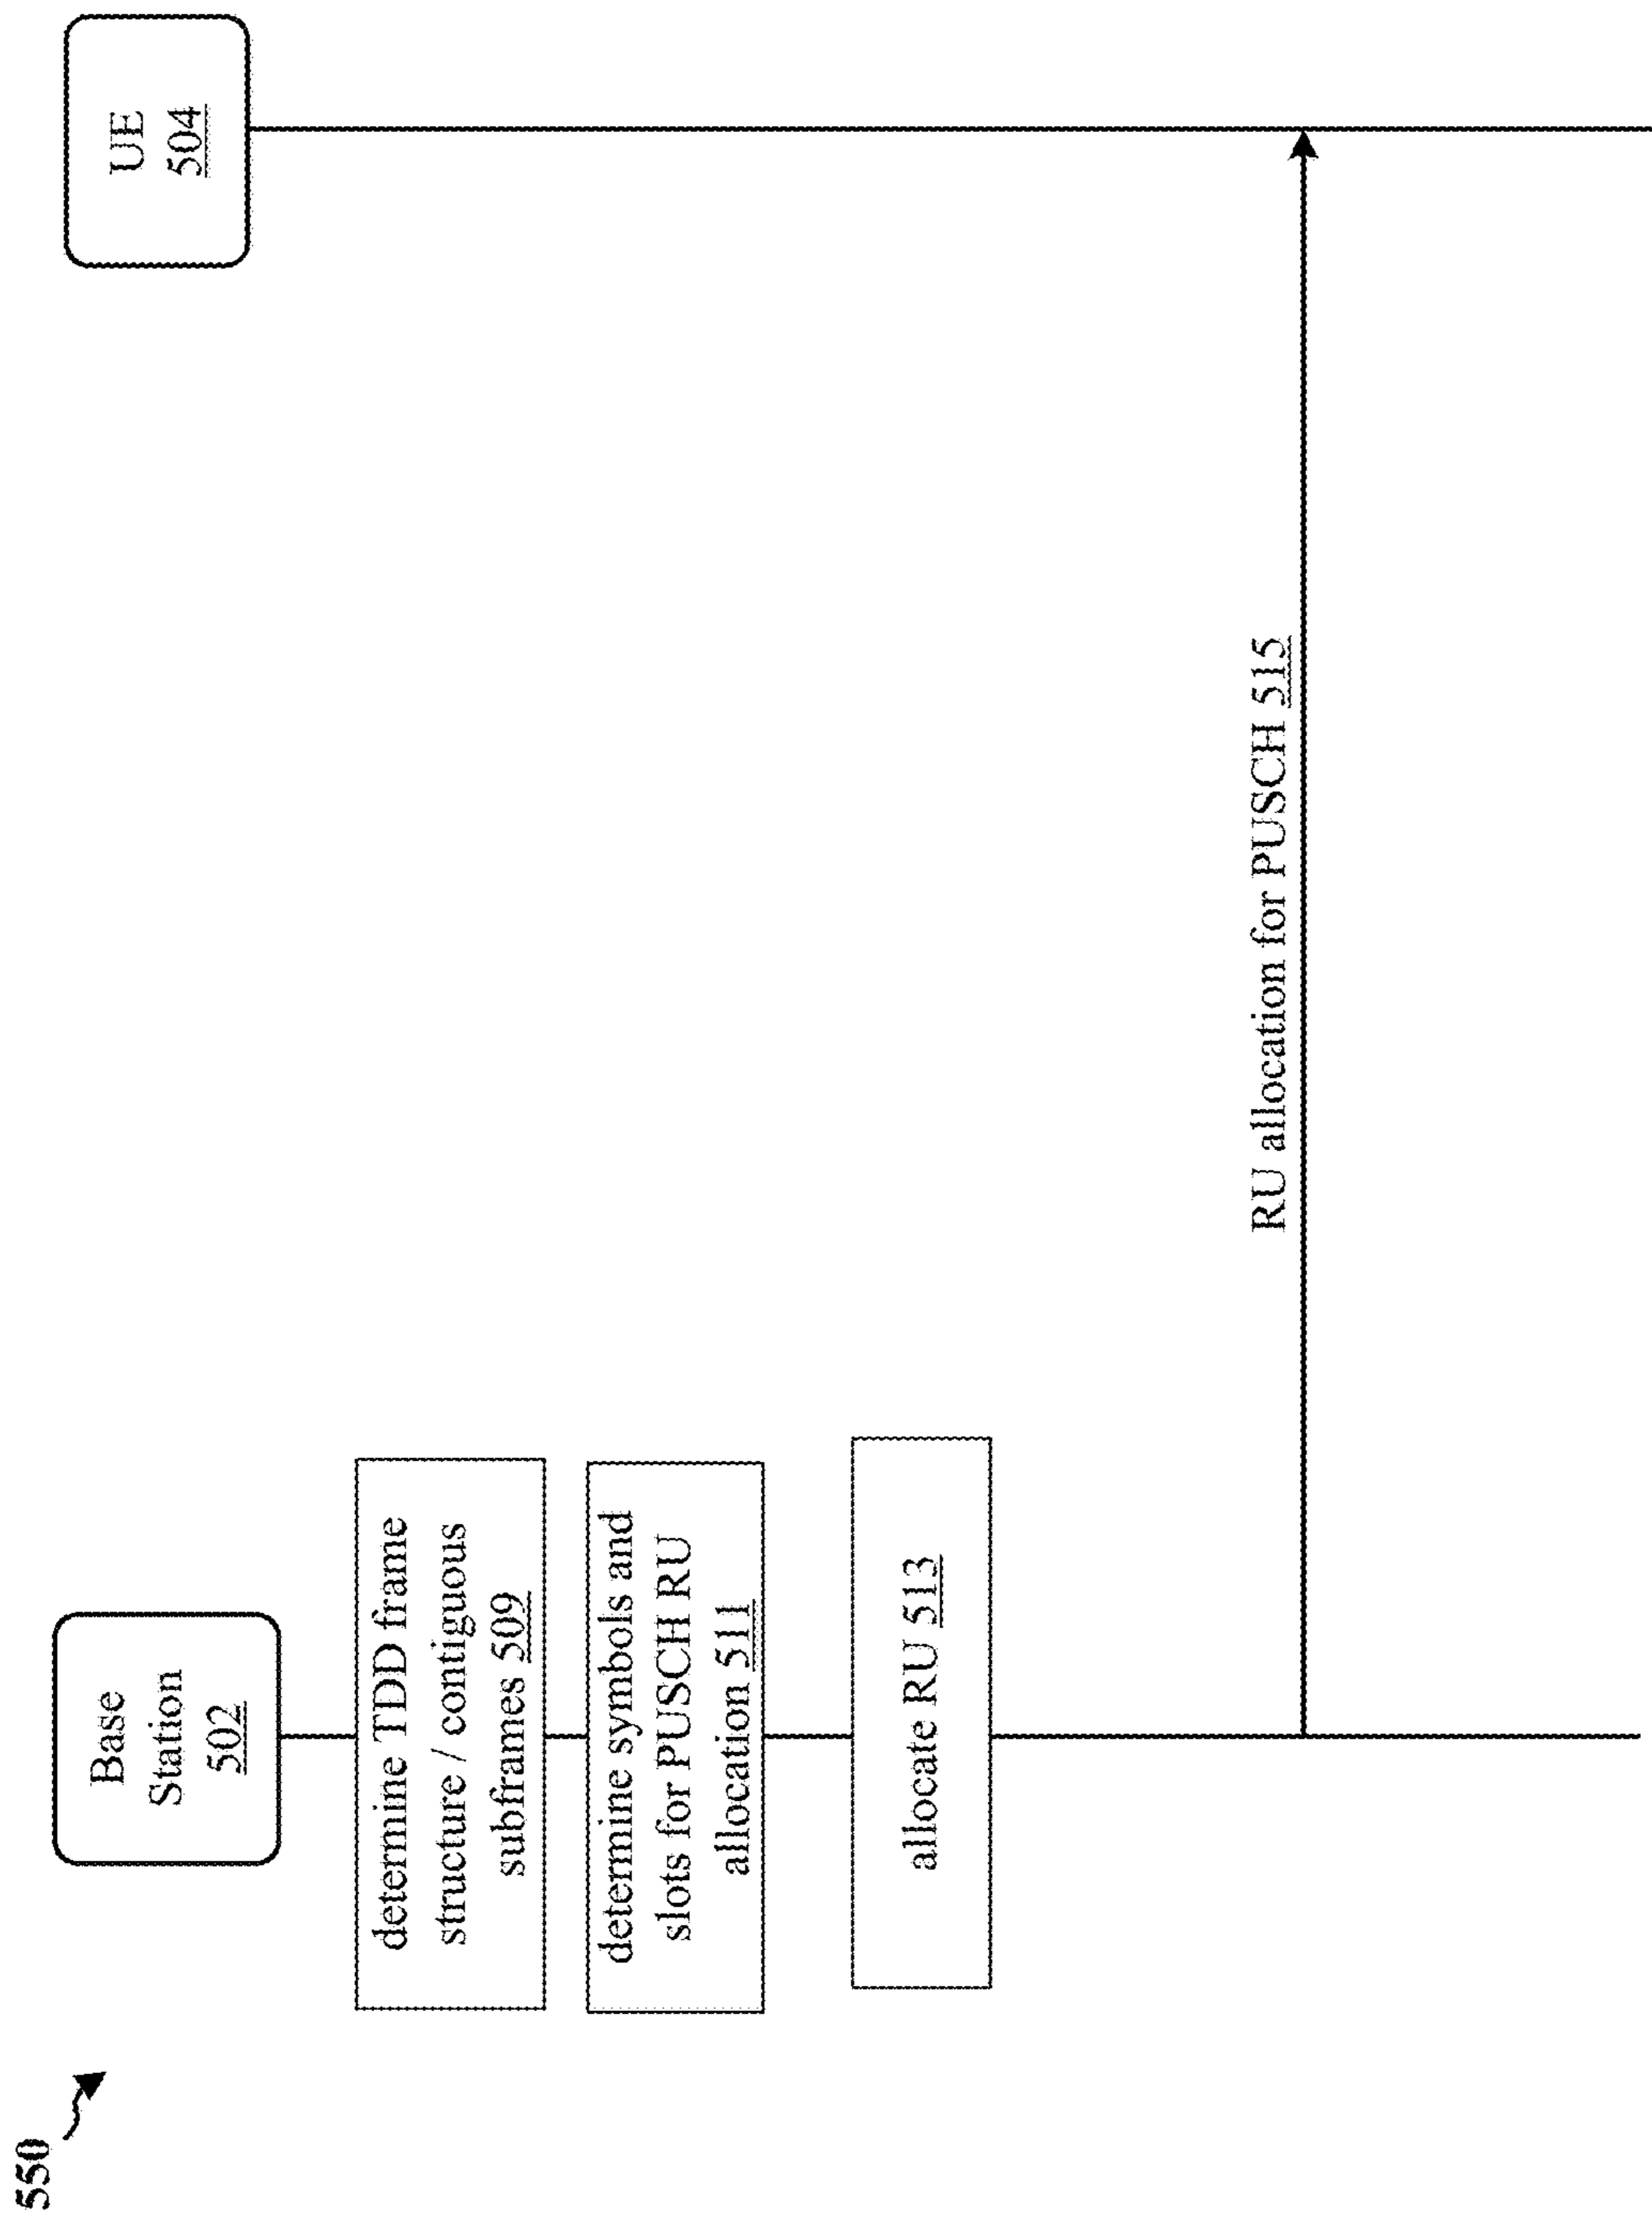 550
Base
Station
502
UE
504
determine TDD frame
structure / contiguous
subframes 509
determine symbols and
slots for PUSCH RU
allocation 511
allocate RU 513
RU allocation for PUSCH 515